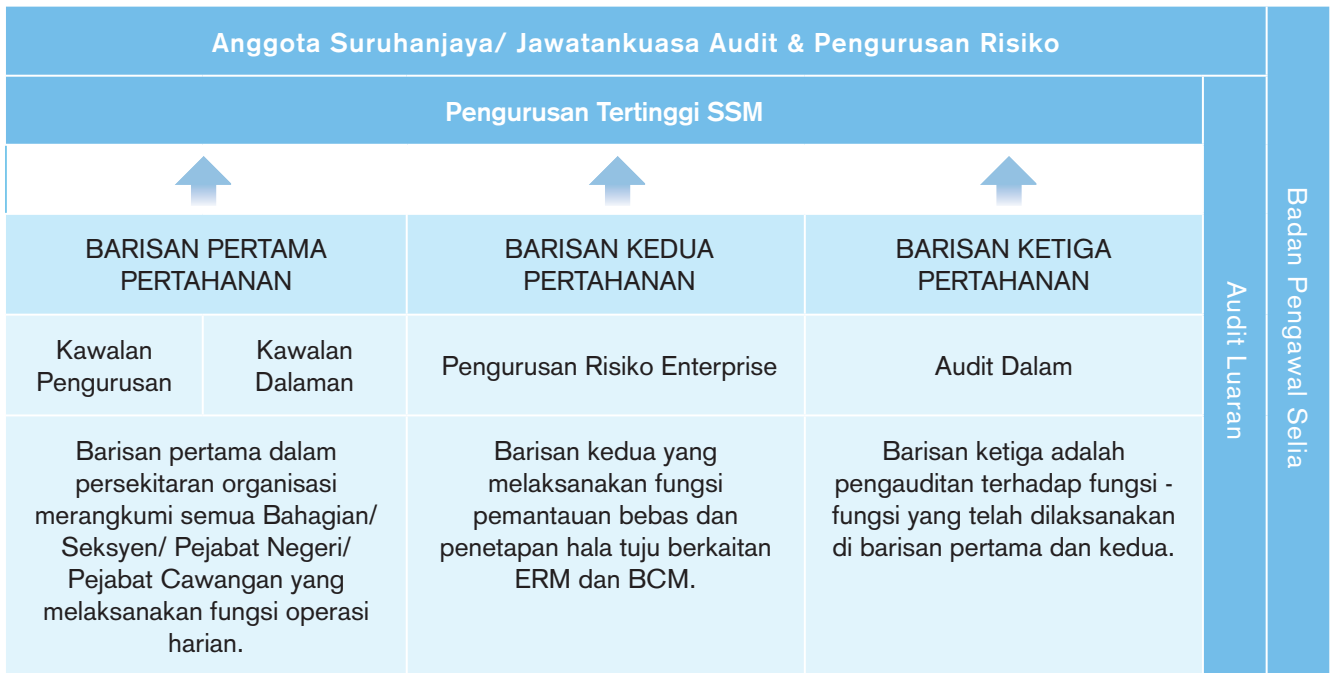 Anggota Suruhanjaya/ Jawatankuasa Audit & Pengurusan Risiko
Pengurusan Tertinggi SSM
BARISAN PERTAMA
PERTAHANAN
BARISAN KEDUA
PERTAHANAN
BARISAN KETIGA
PERTAHANAN
Kawalan
Pengurusan
Kawalan
Dalaman
Pengurusan Risiko Enterprise
Audit Dalam
Barisan pertama dalam
persekitaran organisasi
merangkumi semua Bahagian/
Seksyen/ Pejabat Negeri/
Pejabat Cawangan yang
melaksanakan fungsi operasi
harian.
Barisan kedua yang
melaksanakan fungsi
pemantauan bebas dan
penetapan hala tuju berkaitan
ERM dan BCM.
Barisan ketiga adalah
pengauditan terhadap fungsi -
fungsi yang telah dilaksanakan
di barisan pertama dan kedua.
Audit Luaran
Badan Pengawal Selia